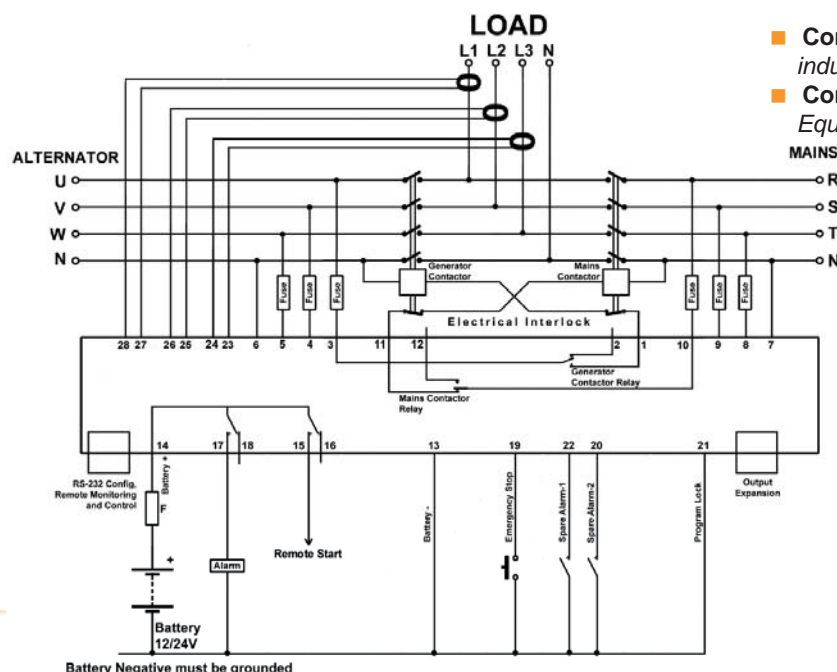 LOAD
L1 L2 L3 N
■ Con
indu
■ Con
Equ
ALTERNATOR
MAINS
U
R
V
S
W
T
N
N
Generator
Contactor
Mains
Contactor
Fuse
Fuse
Fuse
Fuse
Fuse
Fuse
Electrical Interlock
28 27 26 25 24 23 6 5 4 3 11 12 2 1 10 9 8 7
Generator
Contactor Relay
Mains Contactor
Relay
14 17 18 15 16 13 19 22 20 21
RS-232 Config,
Remote Monitoring
and Control
Output
Expansion
Battery +
F
Battery -
Emergency Stop
Spare Alarm-1
Spare Alarm-2
Program Lock
Remote Start
Alarm
+
Battery
12/24V
Battery Negative must be grounded